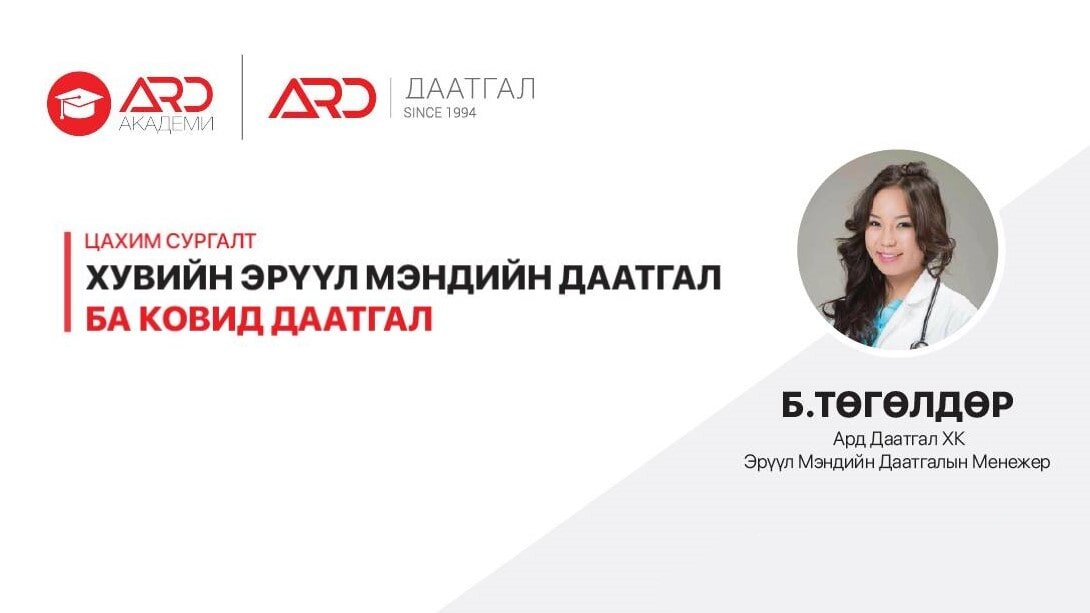 ARD
АКАДЕМИ
ARD
ДААТГАЛ
SINCE 1994
ЦАХИМ СУРГАЛТ
ХУВИЙН ЭРҮҮЛ МЭНДИЙН ДААТГАЛ
БА КОВИД ДААТГАЛ
Б.ТӨГӨЛДӨР
Ард Даатгал ХК
Эрүүл Мэндийн Даатгалын Менежер